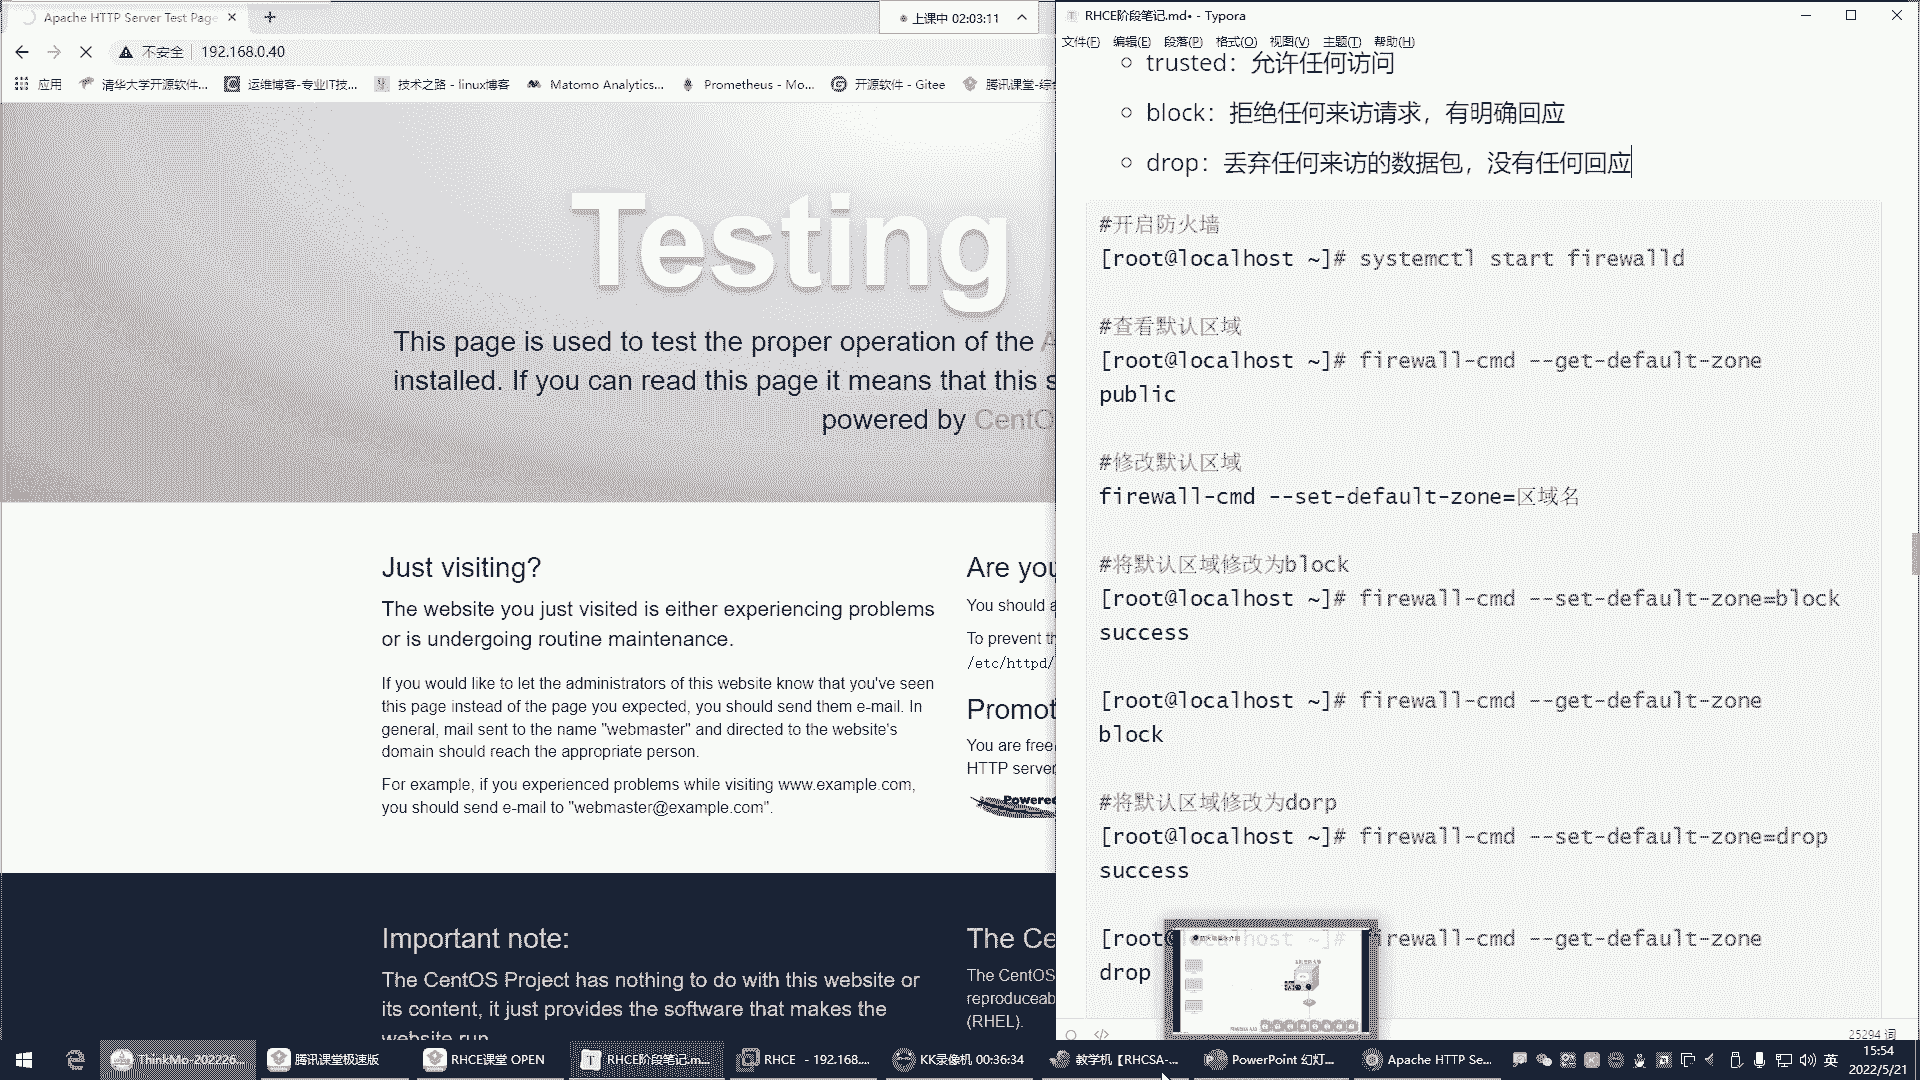 Apache HTTP Server Test Page
上课中 02:03:11
不安全 192.168.0.40
应用 清华大学开源软件... 运维博客-专业IT技... 技术之路 - linux博客 Matomo Analytics... Prometheus - Mo... 开源软件 - Gitee 腾讯课堂-综合
Testing
This page is used to test the proper operation of the A
installed. If you can read this page it means that this s
powered by CentO
Just visiting?
The website you just visited is either experiencing problems
or is undergoing routine maintenance.
If you would like to let the administrators of this website know that you've seen
this page instead of the page you expected, you should send them e-mail. In
general, mail sent to the name "webmaster" and directed to the website's
domain should reach the appropriate person.
For example, if you experienced problems while visiting www.example.com,
you should send e-mail to "webmaster@example.com".
Are you
You should a
To prevent th
/etc/httpd/
Promot
You are free
HTTP server
Powered
Important note:
The CentOS Project has nothing to do with this website or
its content, it just provides the software that makes the
website run.
The Ce
The CentOS
reproduceab
(RHEL).
RHCE阶段笔记.md• - Typora
文件(F) 编辑(E) 段落(P) 格式(O) 视图(V) 主题(T) 帮助(H)
trusted：允许任何访问
block：拒绝任何来访请求，有明确回应
drop：丢弃任何来访的数据包，没有任何回应
#开启防火墙
[root@localhost ~]# systemctl start firewalld
#查看默认区域
[root@localhost ~]# firewall-cmd --get-default-zone
public
#修改默认区域
firewall-cmd --set-default-zone=区域名
#将默认区域修改为block
[root@localhost ~]# firewall-cmd --set-default-zone=block
success
[root@localhost ~]# firewall-cmd --get-default-zone
block
#将默认区域修改为dorp
[root@localhost ~]# firewall-cmd --set-default-zone=drop
success
[root@localhost ~]# firewall-cmd --get-default-zone
drop
25294 词
ThinkMo-202226... 腾讯课堂极速版 RHCE课堂 OPEN RHCE阶段笔记.m... RHCE - 192.168.... KK录像机 00:36:34 教学机【RHCSA-... PowerPoint 幻灯... Apache HTTP Se... 英
15:54
2022/5/21